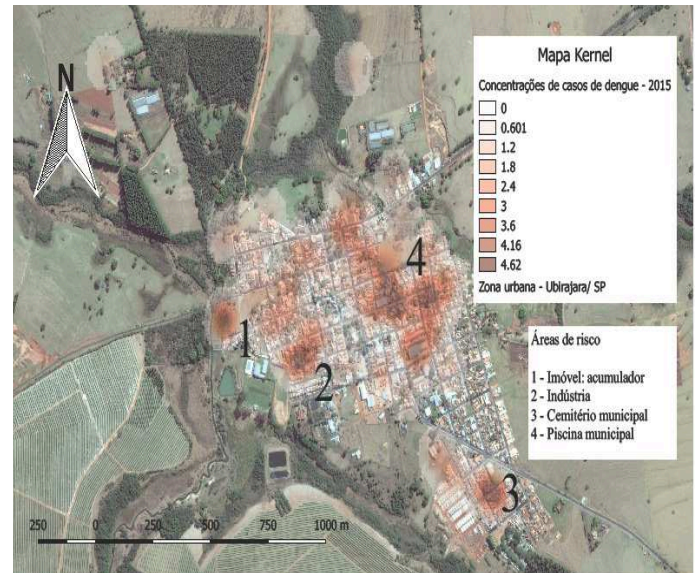 N
Mapa Kernel
Concentrações de casos de dengue - 2015
0
0.601
1.2
1.8
2.4
3
3.6
4.16
4.62
Zona urbana - Ubirajara/ SP
Áreas de risco
1 - Imóvel: acumulador
2 - Indústria
3 - Cemitério municipal
4 - Piscina municipal
4
1
2
3
250 0 250 500 750 1000 m